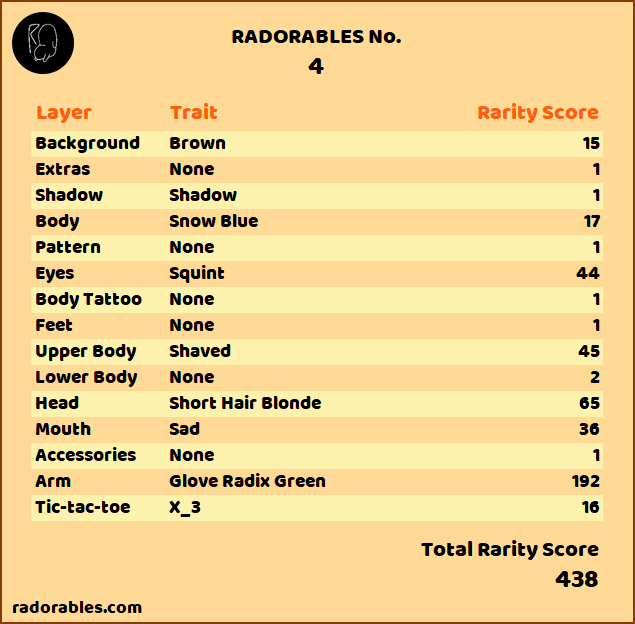 RADORABLES No.
4
Layer Trait Rarity Score
Background Brown 15
Extras None 1
Shadow Shadow 1
Body Snow Blue 17
Pattern None 1
Eyes Squint 44
Body Tattoo None 1
Feet None 1
Upper Body Shaved 45
Lower Body None 2
Head Short Hair Blonde 65
Mouth Sad 36
Accessories None 1
Arm Glove Radix Green 192
Tic-tac-toe X_3 16
Total Rarity Score
438
radorables.com